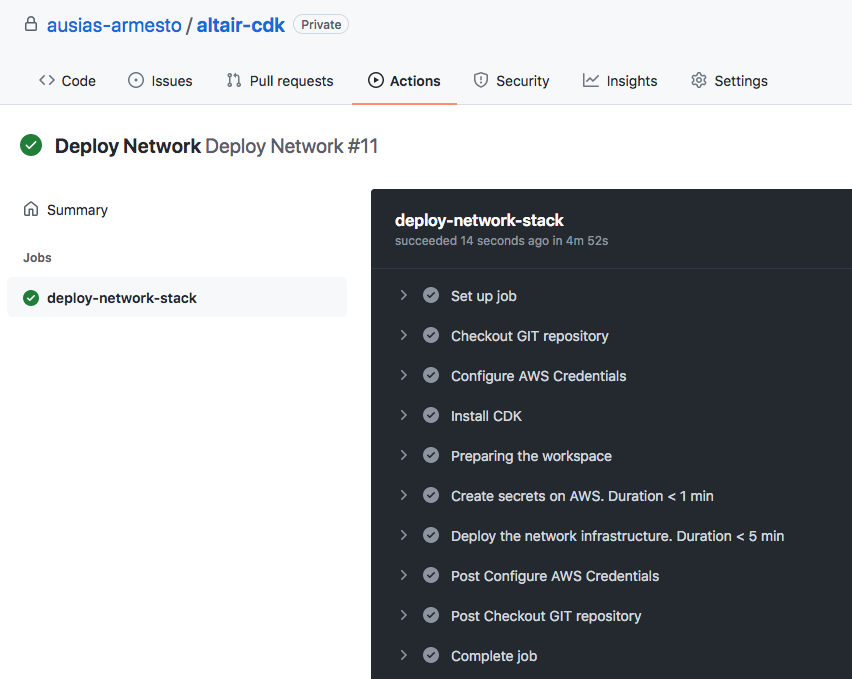 ausias-armesto / altair-cdk Private
Code Issues Pull requests Actions Security Insights Settings
Deploy Network Deploy Network #11
Summary
Jobs
deploy-network-stack
deploy-network-stack
succeeded 14 seconds ago in 4m 52s
Set up job
Checkout GIT repository
Configure AWS Credentials
Install CDK
Preparing the workspace
Create secrets on AWS. Duration < 1 min
Deploy the network infrastructure. Duration < 5 min
Post Configure AWS Credentials
Post Checkout GIT repository
Complete job